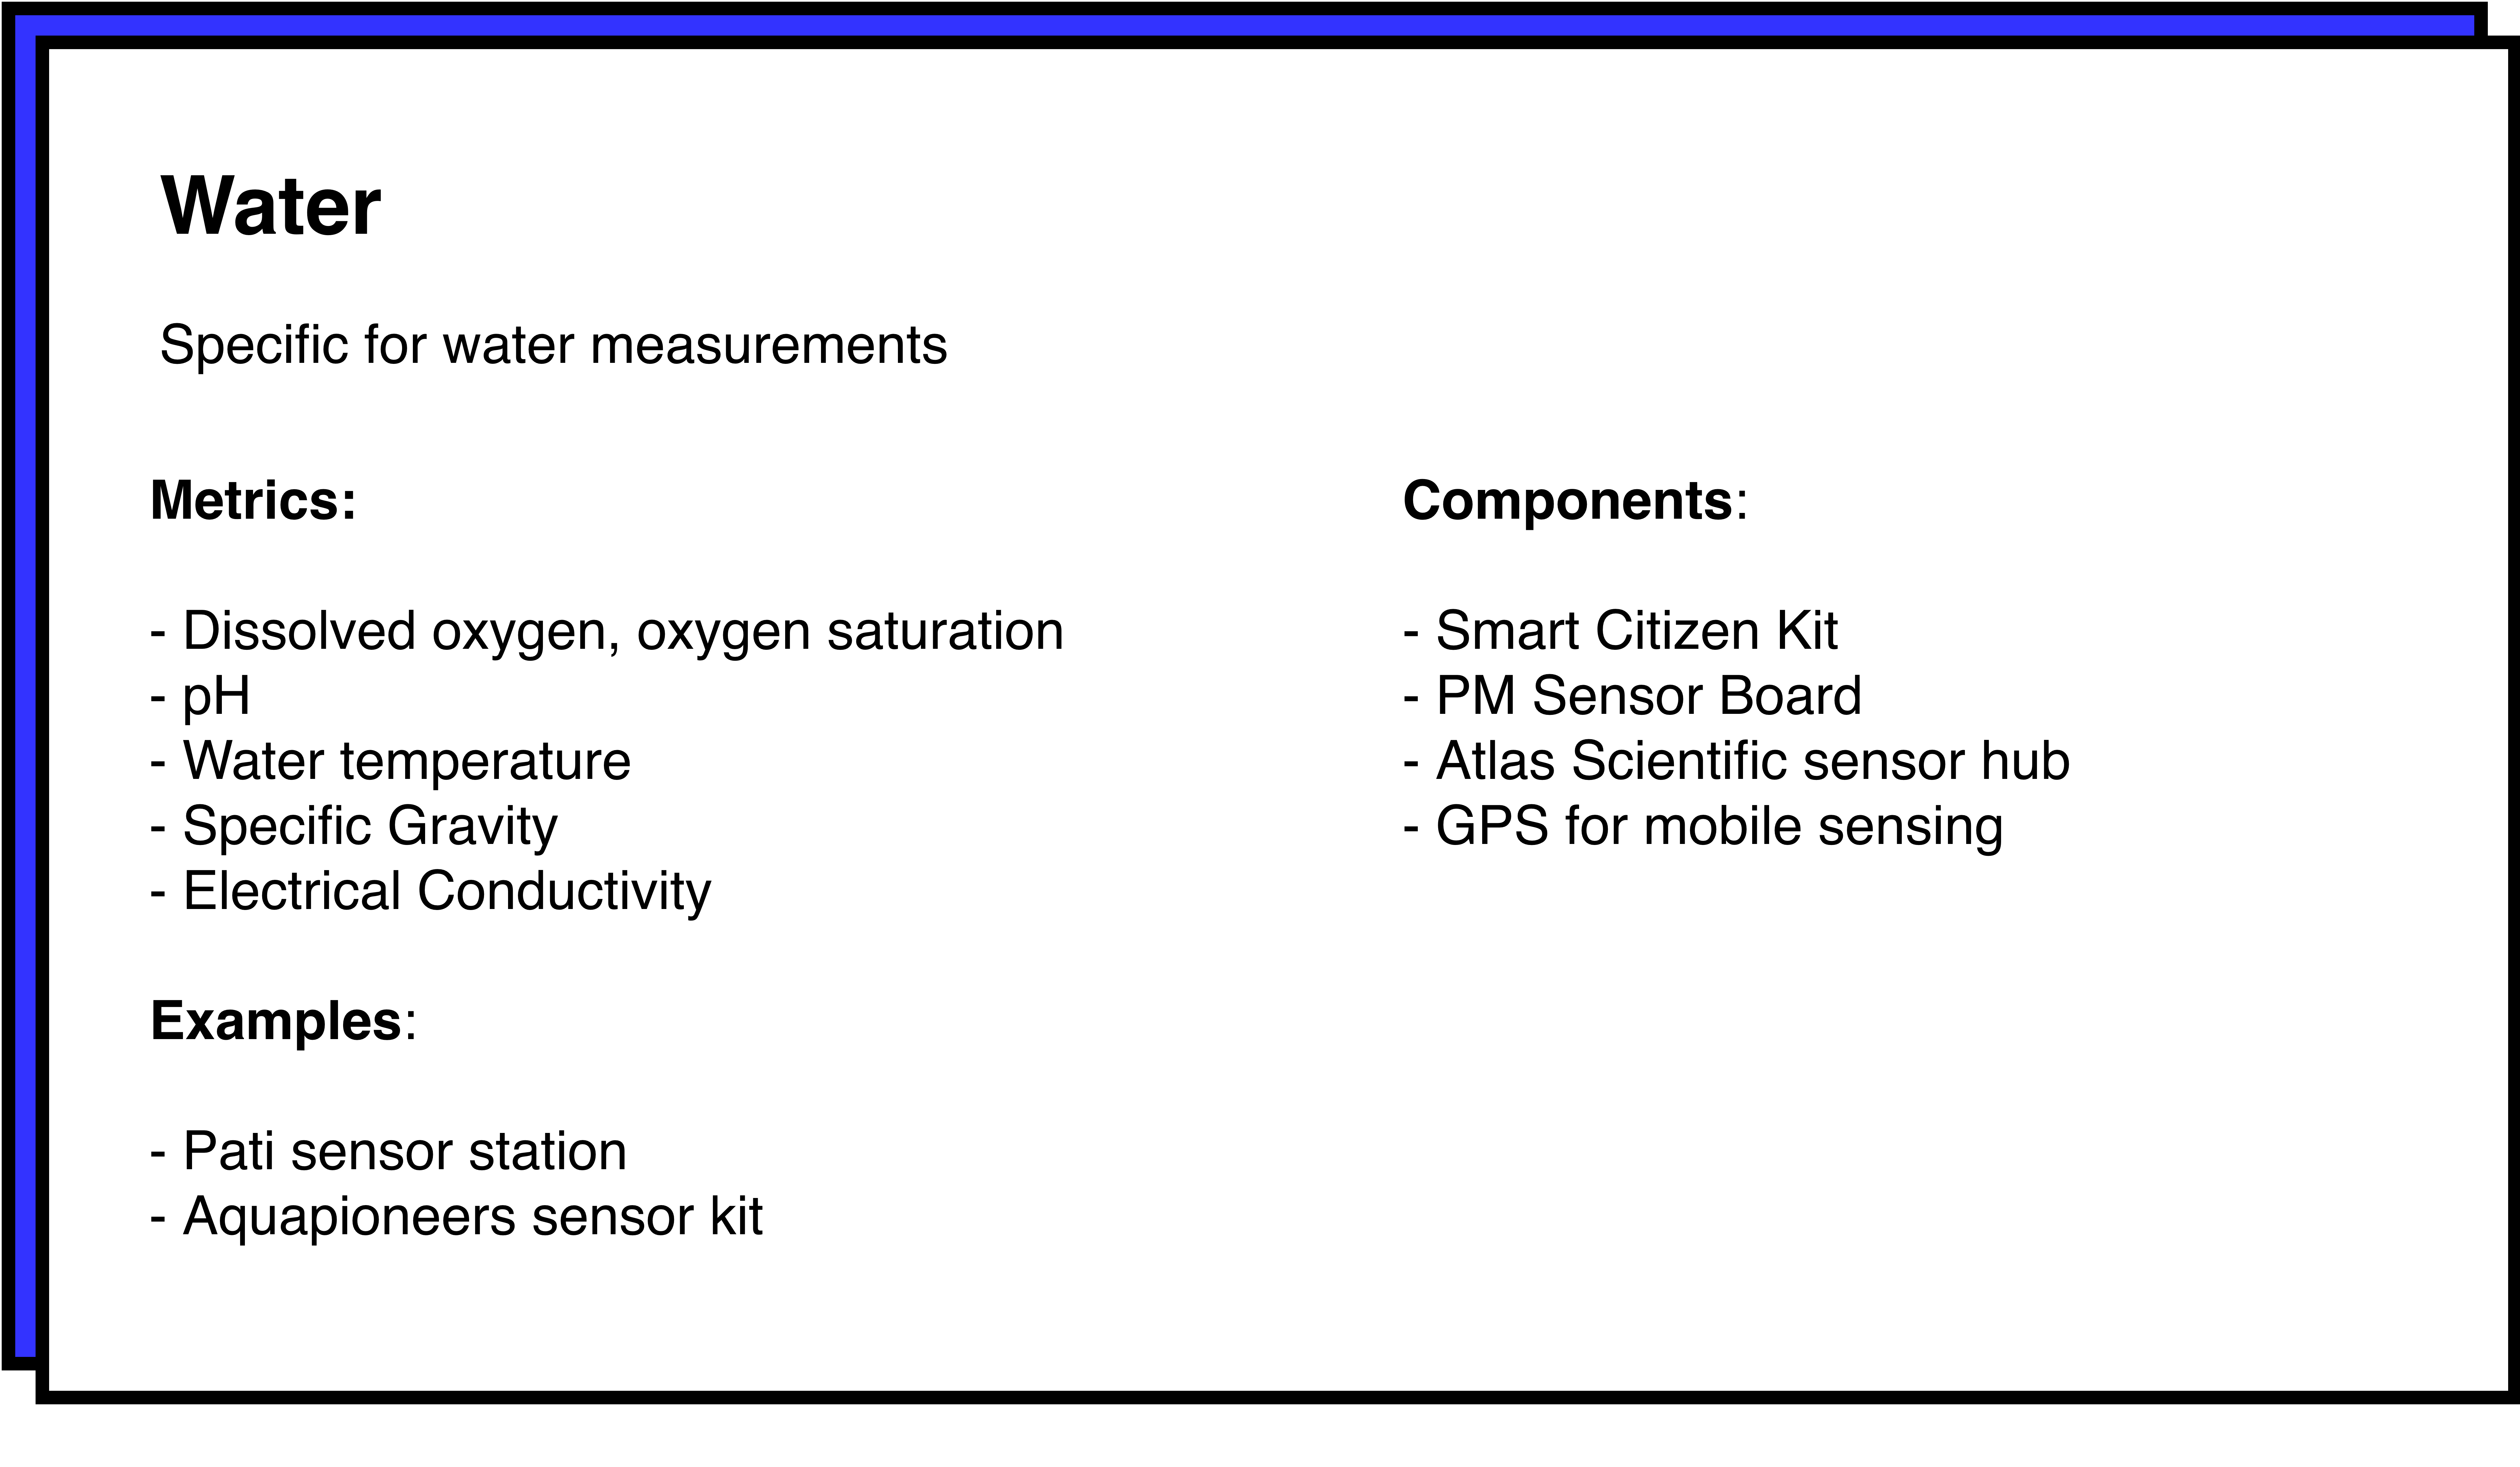 Water
Specific for water measurements
Metrics:
- Dissolved oxygen, oxygen saturation
- pH
- Water temperature
- Specific Gravity
- Electrical Conductivity
Examples:
- Pati sensor station
- Aquapioneers sensor kit
Components:
- Smart Citizen Kit
- PM Sensor Board
- Atlas Scientific sensor hub
- GPS for mobile sensing